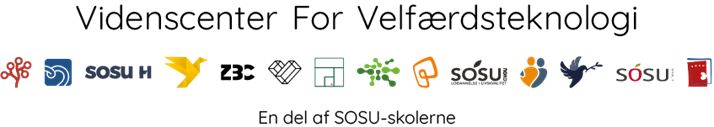 Videnscenter For Velfærdsteknologi
SOSU H ZBC SOSU SOSU
En del af SOSU-skolerne